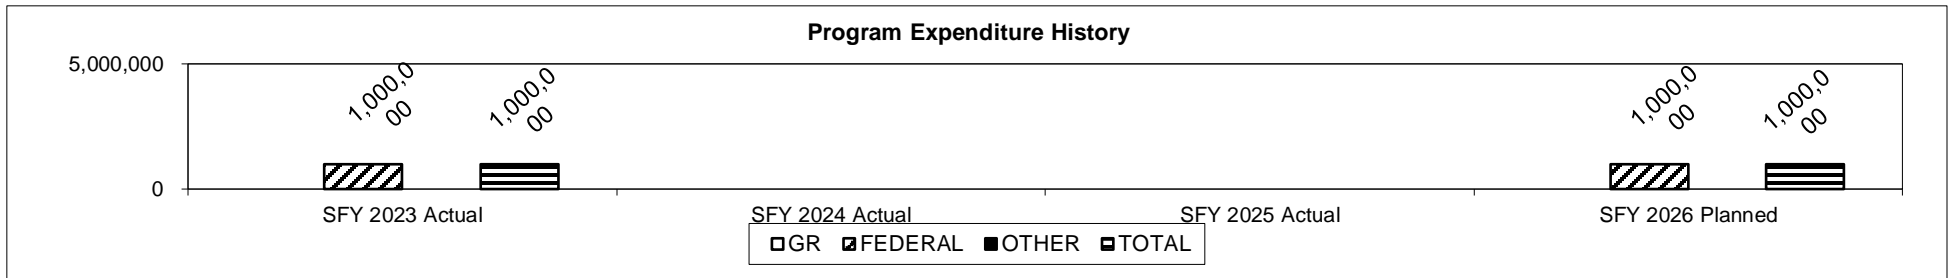 Program Expenditure History
5,000,000
1,000,0
00
1,000,0
00
1,000,0
00
1,000,0
00
0
SFY 2023 Actual
SFY 2024 Actual
SFY 2025 Actual
SFY 2026 Planned
GR FEDERAL OTHER TOTAL